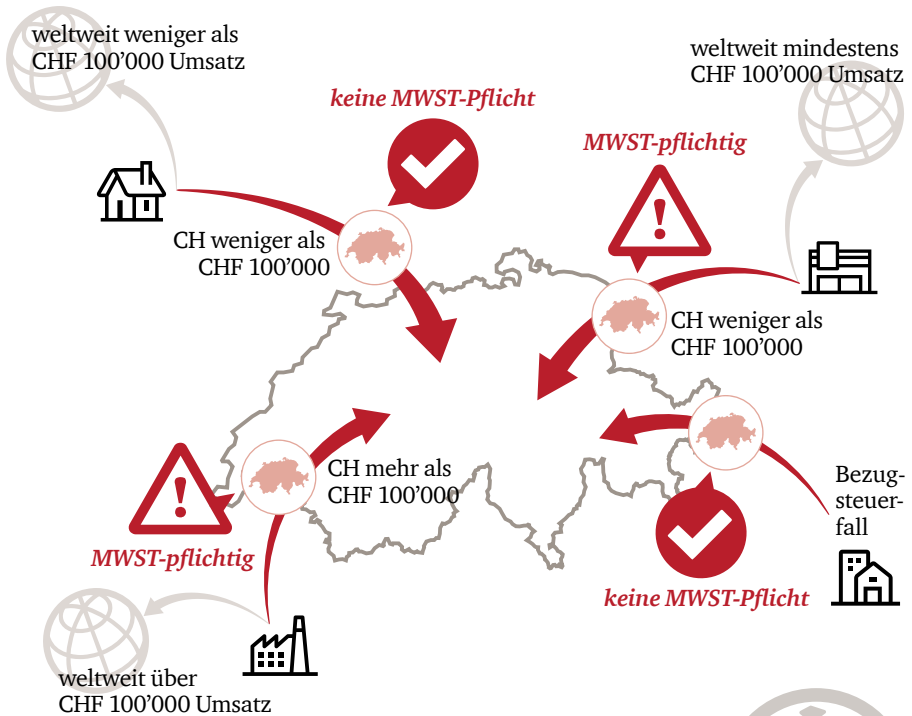 weltweit weniger als
CHF 100’000 Umsatz
keine MWST-Pflicht
weltweit mindestens
CHF 100’000 Umsatz
MWST-pflichtig
CH weniger als
CHF 100’000
CH weniger als
CHF 100’000
CH mehr als
CHF 100’000
MWST-pflichtig
Bezug-
steuer-
fall
keine MWST-Pflicht
weltweit über
CHF 100’000 Umsatz